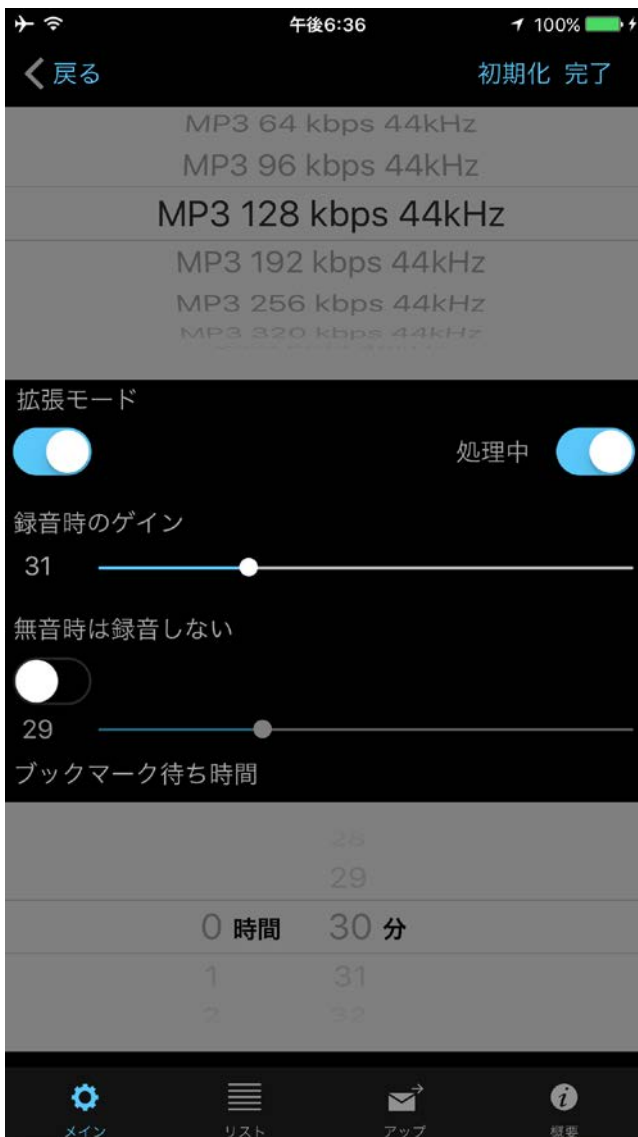 午後6:36
100%
戻る
初期化 完了
MP3 64 kbps 44kHz
MP3 96 kbps 44kHz
MP3 128 kbps 44kHz
MP3 192 kbps 44kHz
MP3 256 kbps 44kHz
MP3 320 kbps 44kHz
拡張モード
処理中
録音時のゲイン
31
無音時は録音しない
29
ブックマーク待ち時間
28
29
0 時間 30 分
1 31
2 32
メイン リスト アップ 概要